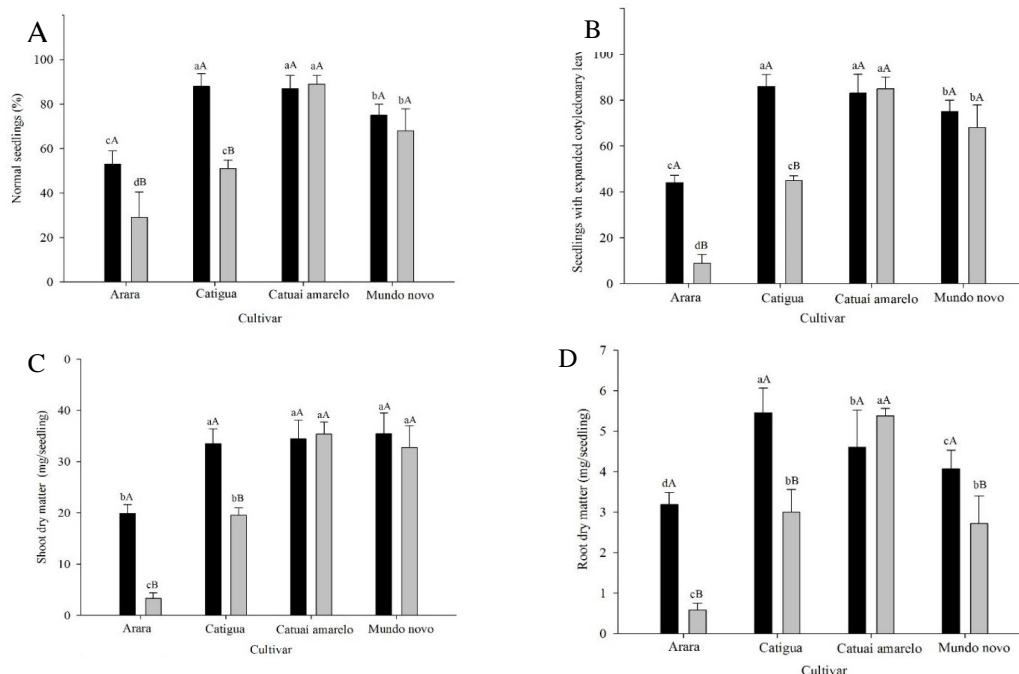 A
Normal seedlings (%)
100
80
60
40
20
0
cA
dB
aA
cB
aA
aA
bA
bA
Arara
Catigua
Catuai amarelo
Mundo novo
Cultivar
B
Seedlings with expanded cotyledonary
100
80
60
40
20
0
cA
dB
aA
cB
aA
aA
bA
bA
Arara
Catigua
Catuai amarelo
Mundo novo
Cultivar
C
Shoot dry matter (mg/seedling)
0
40
30
20
10
0
bA
cB
aA
bB
aA
aA
aA
aA
Arara
Catigua
Catuai amarelo
Mundo novo
Cultivar
D
Root dry matter (mg/seedling)
7
6
5
4
3
2
1
0
dA
cB
aA
bB
bA
aA
cA
bB
Arara
Catigua
Catuai amarelo
Mundo novo
Cultivar